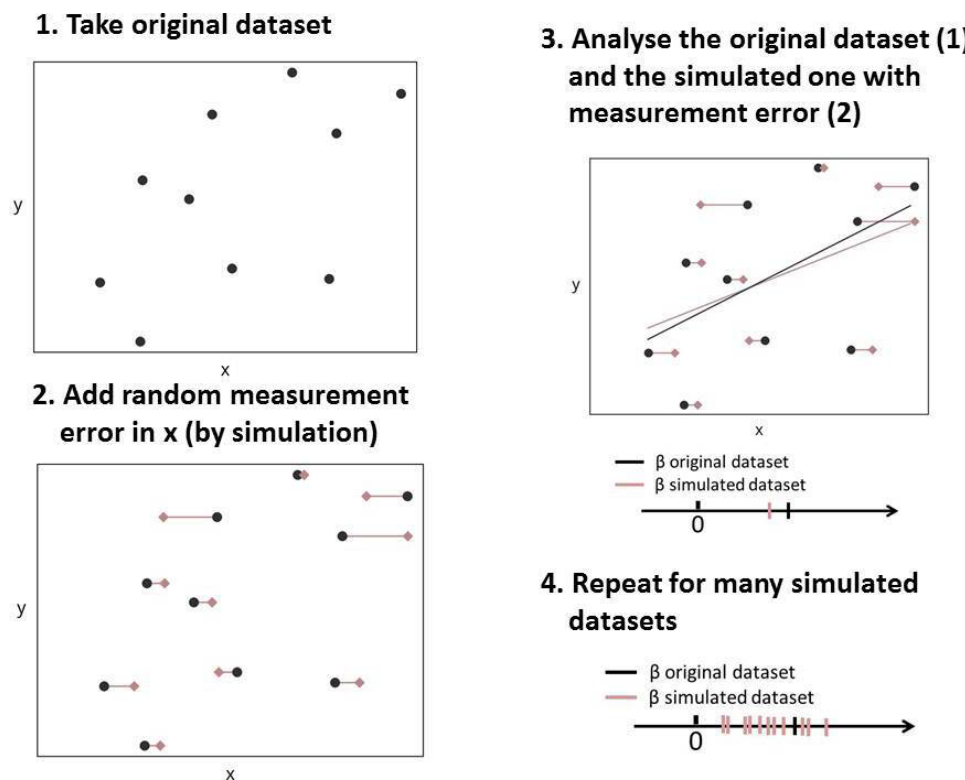 1. Take original dataset
y
x
2. Add random measurement
error in x (by simulation)
y
x
3. Analyse the original dataset (1)
and the simulated one with
measurement error (2)
y
x
β original dataset
β simulated dataset
0
4. Repeat for many simulated
datasets
β original dataset
β simulated dataset
0